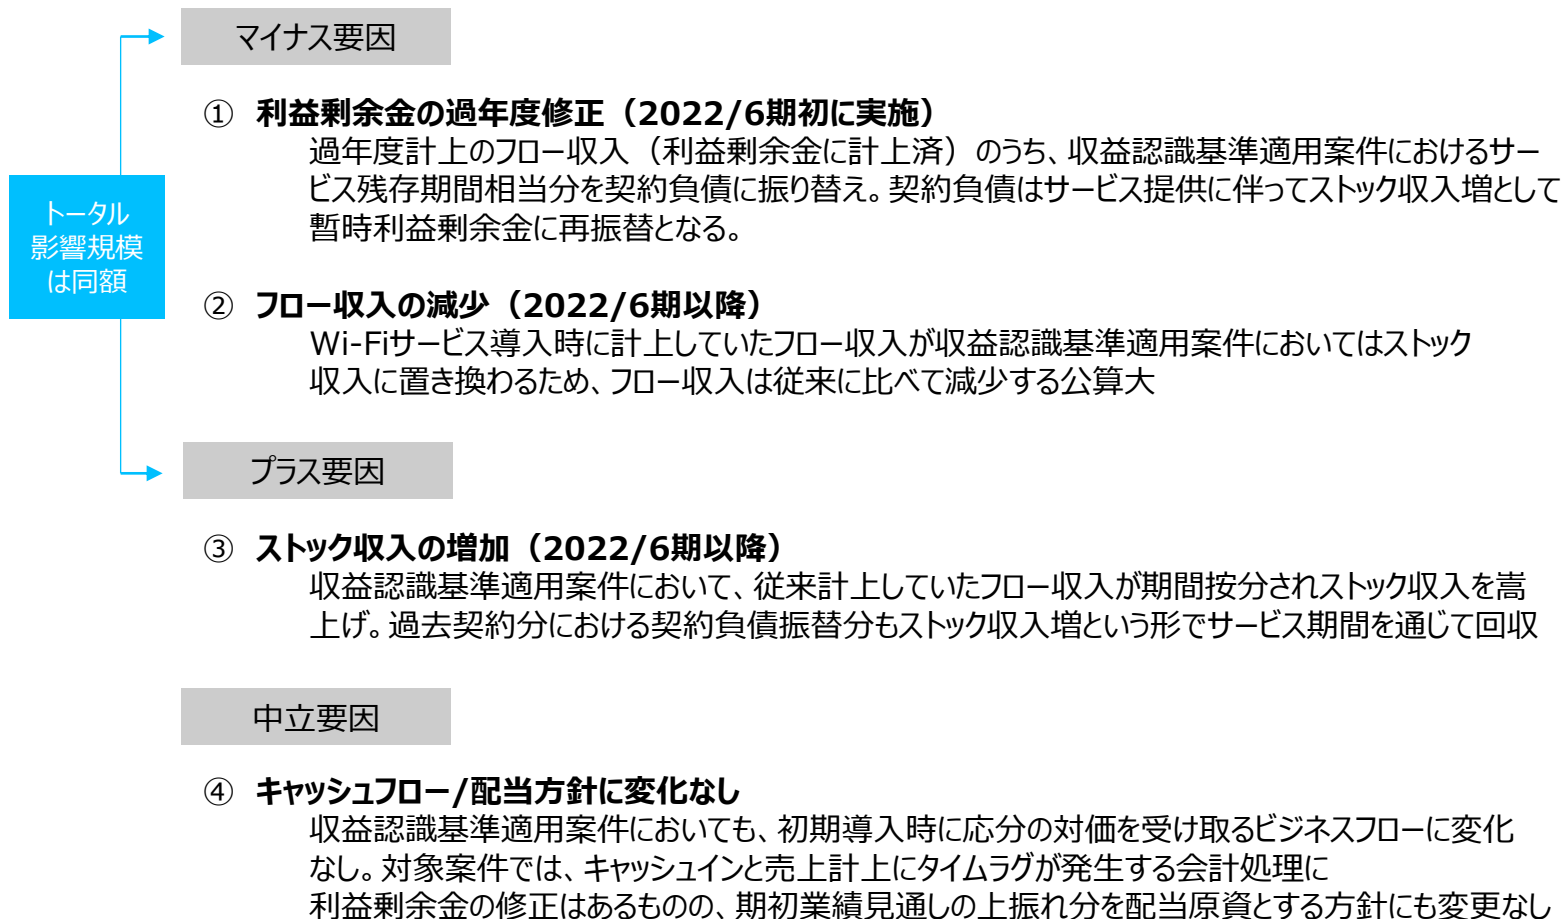 マイナス要因
① 利益剰余金の過年度修正（2022/6期初に実施）
過年度計上のフロー収入（利益剰余金に計上済）のうち、収益認識基準適用案件におけるサー
ビス残存期間相当分を契約負債に振り替え。契約負債はサービス提供に伴ってストック収入増として
暫時利益剰余金に再振替となる。
トータル
影響規模
は同額
② フロー収入の減少（2022/6期以降）
Wi-Fiサービス導入時に計上していたフロー収入が収益認識基準適用案件においてはストック
収入に置き換わるため、フロー収入は従来に比べて減少する公算大
プラス要因
③ ストック収入の増加（2022/6期以降）
収益認識基準適用案件において、従来計上していたフロー収入が期間按分されストック収入を嵩
上げ。過去契約分における契約負債振替分もストック収入増という形でサービス期間を通じて回収
中立要因
④ キャッシュフロー/配当方針に変化なし
収益認識基準適用案件においても、初期導入時に応分の対価を受け取るビジネスフローに変化
なし。対象案件では、キャッシュインと売上計上にタイムラグが発生する会計処理に
利益剰余金の修正はあるものの、期初業績見通しの上振れ分を配当原資とする方針にも変更なし